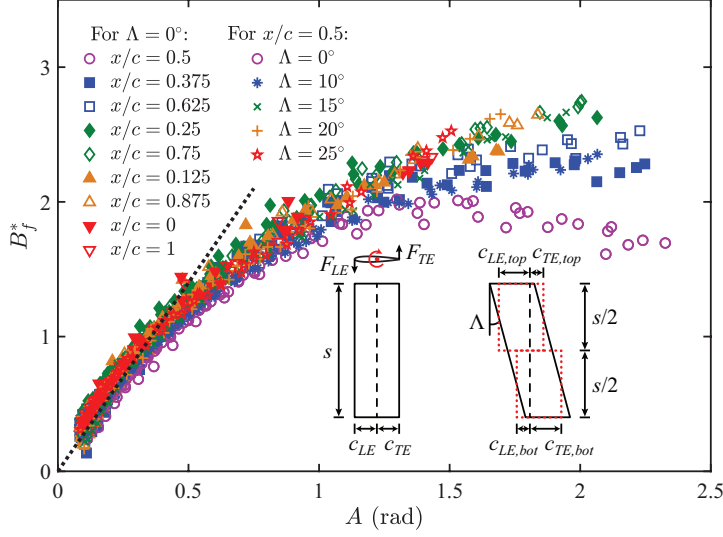 3
2
1
0
B*f
For Λ = 0°:
x/c = 0.5
x/c = 0.375
x/c = 0.625
x/c = 0.25
x/c = 0.75
x/c = 0.125
x/c = 0.875
x/c = 0
x/c = 1
For x/c = 0.5:
Λ = 0°
Λ = 10°
Λ = 15°
Λ = 20°
Λ = 25°
F_LE
F_TE
s
c_LE
c_TE
c_LE,top
c_TE,top
Λ
s/2
s/2
c_LE,bot
c_TE,bot
0
0.5
1
1.5
2
2.5
A (rad)